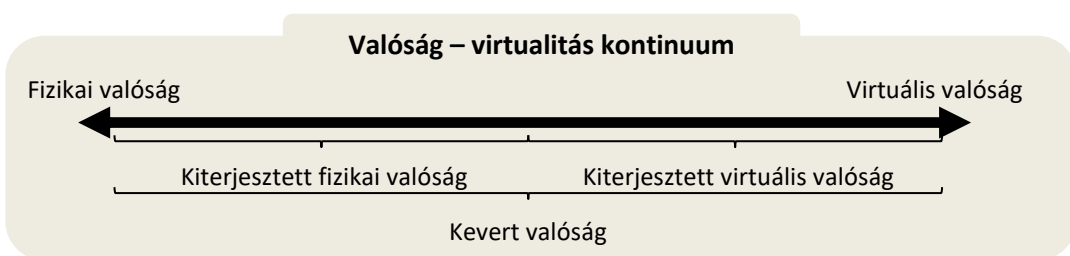 Valóság – virtualitás kontinuum
Fizikai valóság
Virtuális valóság
Kiterjesztett fizikai valóság
Kiterjesztett virtuális valóság
Kevert valóság